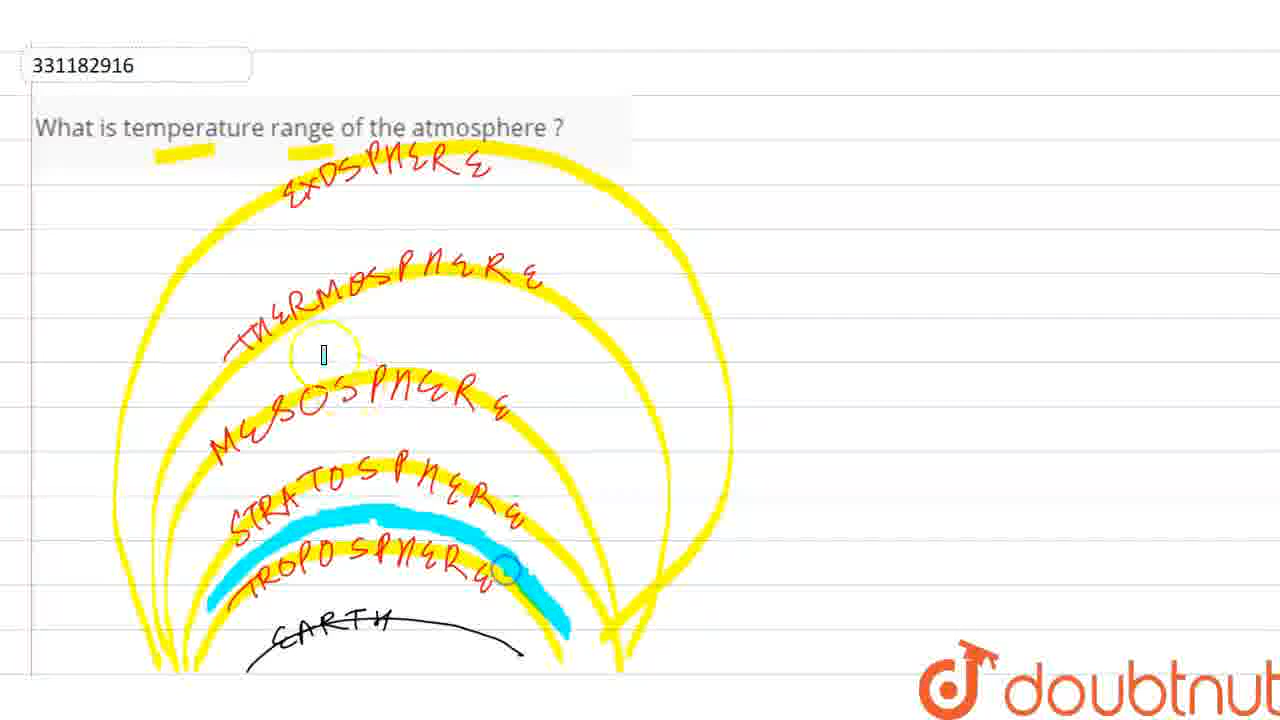 331182916
What is temperature range of the atmosphere ?
EXOSPHERE
THERMOSPHERE
MESOSPHERE
STRATOSPHERE
TROPOSPHERE
EARTH
doubtnut